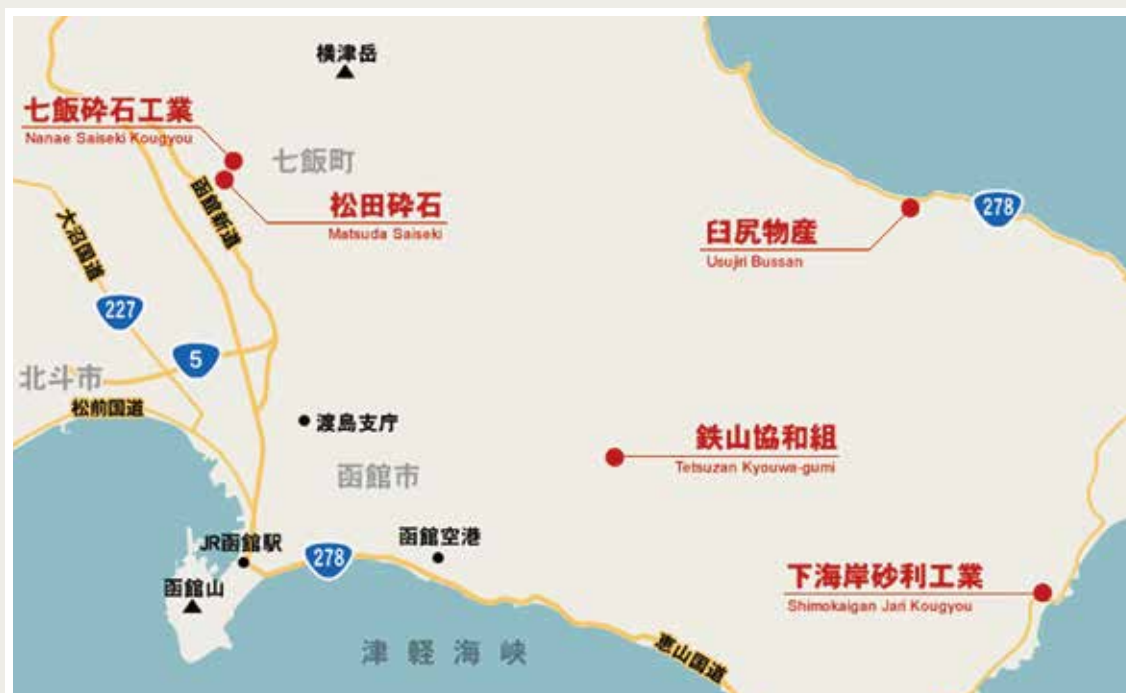 横津岳
七飯砕石工業
Nanae Saiseki Kougyou
七飯町
函館新道
松田砕石
Matsuda Saiseki
大沼国道
278
臼尻物産
Usujiri Bussan
227
5
北斗市
松前国道
渡島支庁
鉄山協和組
Tetsuzan Kyouwa-gumi
函館市
JR函館駅
278
函館空港
函館山
下海岸砂利工業
Shimokaigan Jari Kougyou
津軽海峡
恵山国道